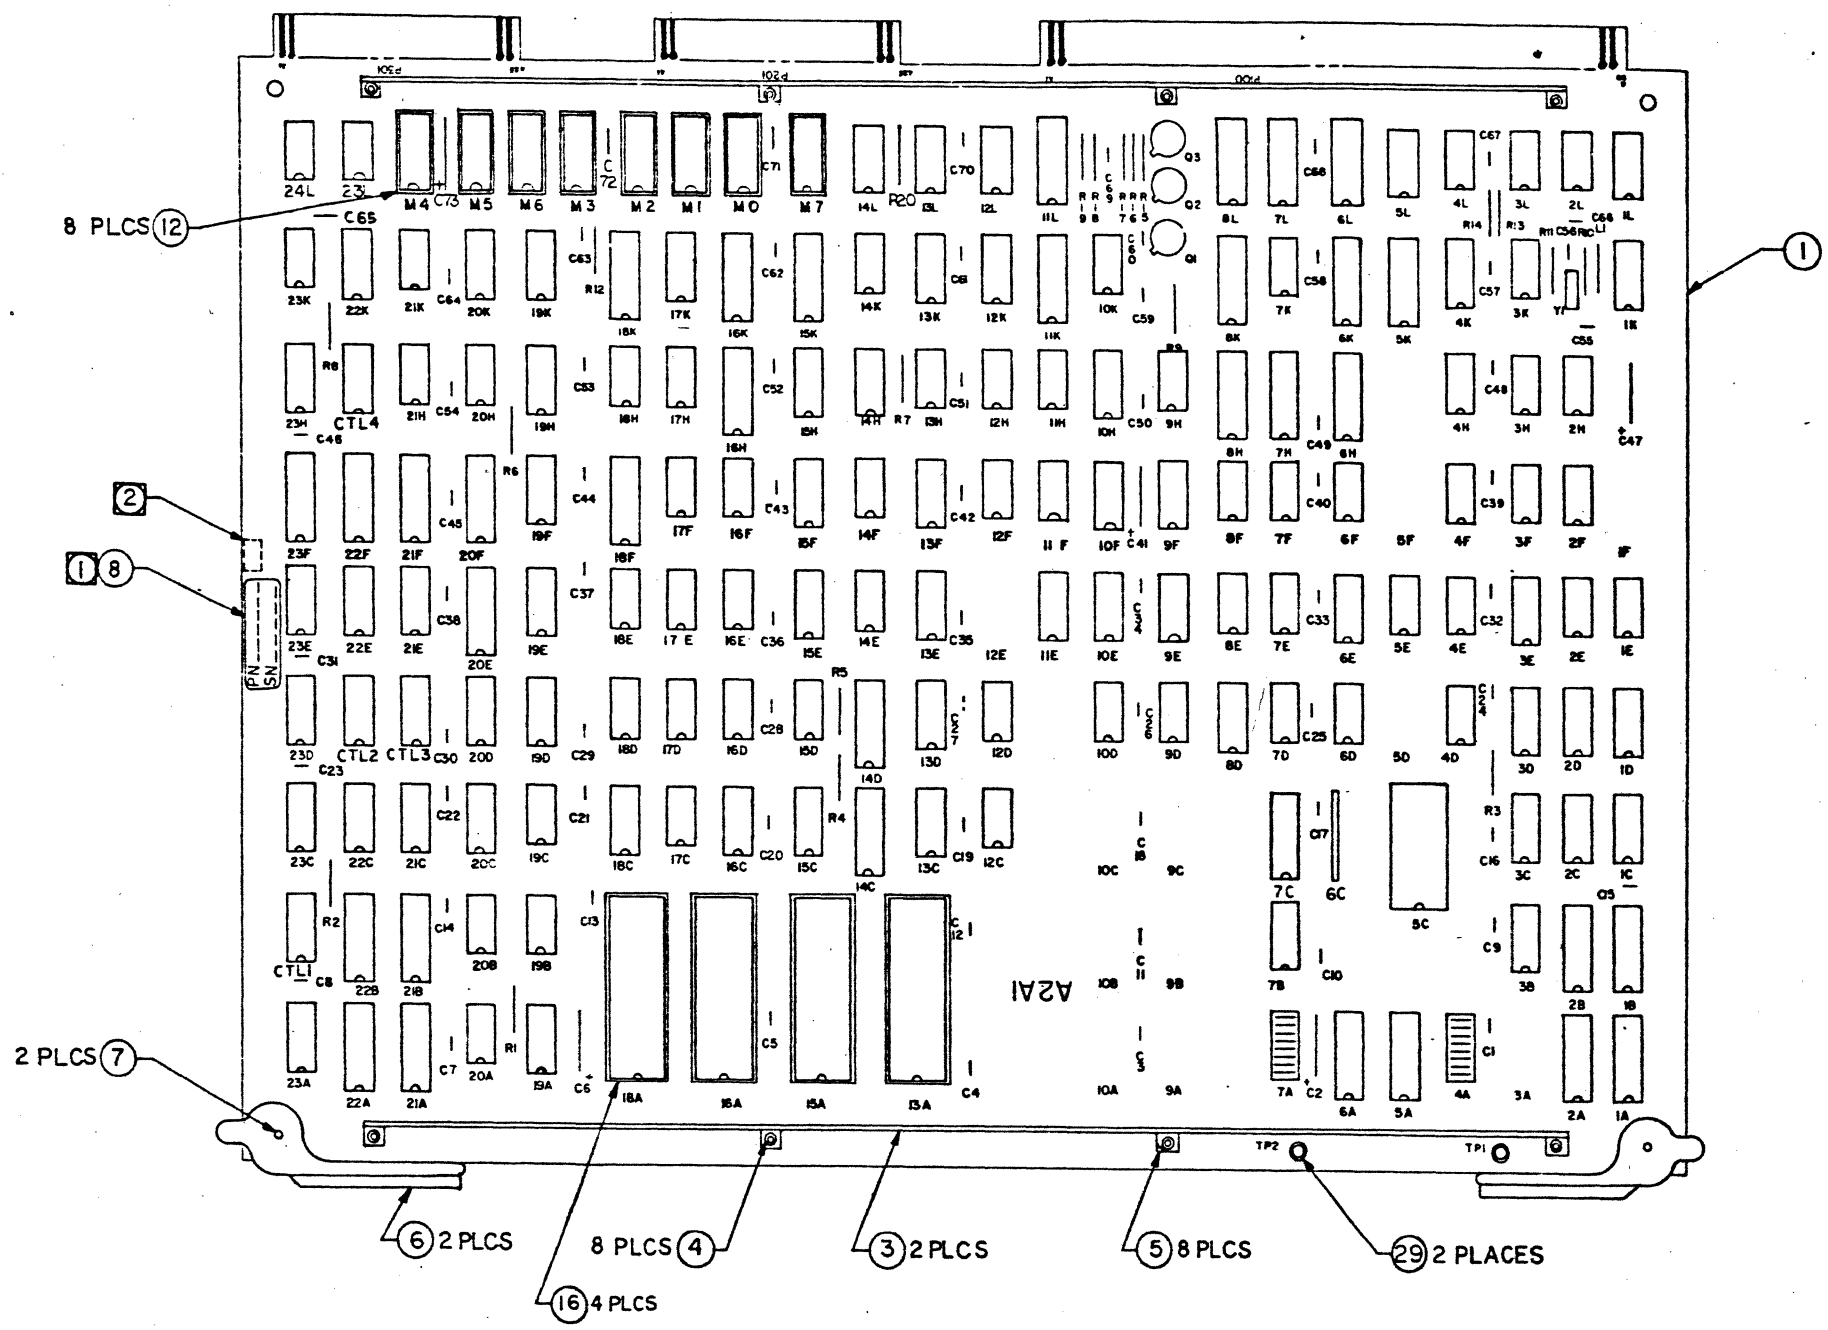 P301 P201 P100
24L 23L M4 C73 M5 M6 M3 C72 M2 M1 M0 C71 M7 14L R20 13L C70 12L 11L R19 R18 C69 R17 R16 R15 Q3 Q2 Q1 8L 7L C68 6L 5L 4L C67 3L 2L 1L
8 PLCS 12
C65 C60 R14 R13 R11 C56 R10 C66 L1
1
23K 22K 21K C64 20K 19K C63 R12 18K 17K 16K C62 15K 14K 13K C61 12K 11K 10K C59 R9 8K 7K C58 6K 5K 4K C57 3K Y1 C55 1K
23H R8 CTL4 21H C54 20H 19H C53 18H 17H 16H C52 15H 14H R7 13H C51 12H 11H 10H C50 9H 8H 7H C49 6H 4H C48 3H 2H C47
C46 R6
2
23F 22F 21F C45 20F 19F C44 18F 17F 16F C43 15F 14F 13F C42 12F 11F 10F C41 9F 8F 7F C40 6F 5F 4F C39 3F 2F 1F
1 8
PN
SN
23E 22E 21E C38 20E 19E C37 18E 17E 16E C36 15E 14E 13E C35 12E 11E 10E C34 9E 8E 7E C33 6E 5E 4E C32 3E 2E 1E
C31 R5
23D CTL2 CTL3 C30 20D 19D C29 18D 17D 16D C28 15D 14D 13D C27 12D 10D C26 9D 8D 7D C25 6D 5D 4D C24 3D 2D 1D
C23
23C 22C 21C C22 20C 19C C21 18C 17C 16C C20 15C R4 14C 13C C19 12C 10C C18 9C 7C C17 6C 5C R3 C16 3C 2C 1C
CTL1 R2 22B 21B C14 20B 19B C13 C12 10B C11 9B 7B C10 C9 3B 2B 1B
C8
A2A1
23A 22A 21A C7 20A R1 19A C6 18A 16A C5 15A 13A C4 10A C3 9A 7A C2 6A 5A 4A C1 3A 2A 1A
2 PLCS 7
TP2 TP1
6 2 PLCS
8 PLCS 4
3 2 PLCS
5 8 PLCS
29 2 PLACES
16 4 PLCS